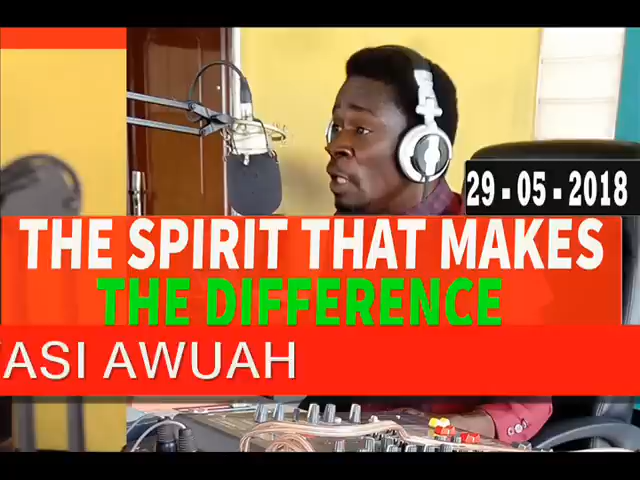 29 - 05 - 2018
THE SPIRIT THAT MAKES
THE DIFFERENCE
ASI AWUAH